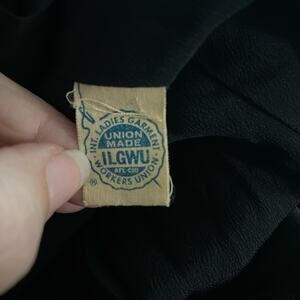 INT. LADIES GARMENT
WORKERS UNION
UNION
MADE
ILGWU
AFL-CIO
®